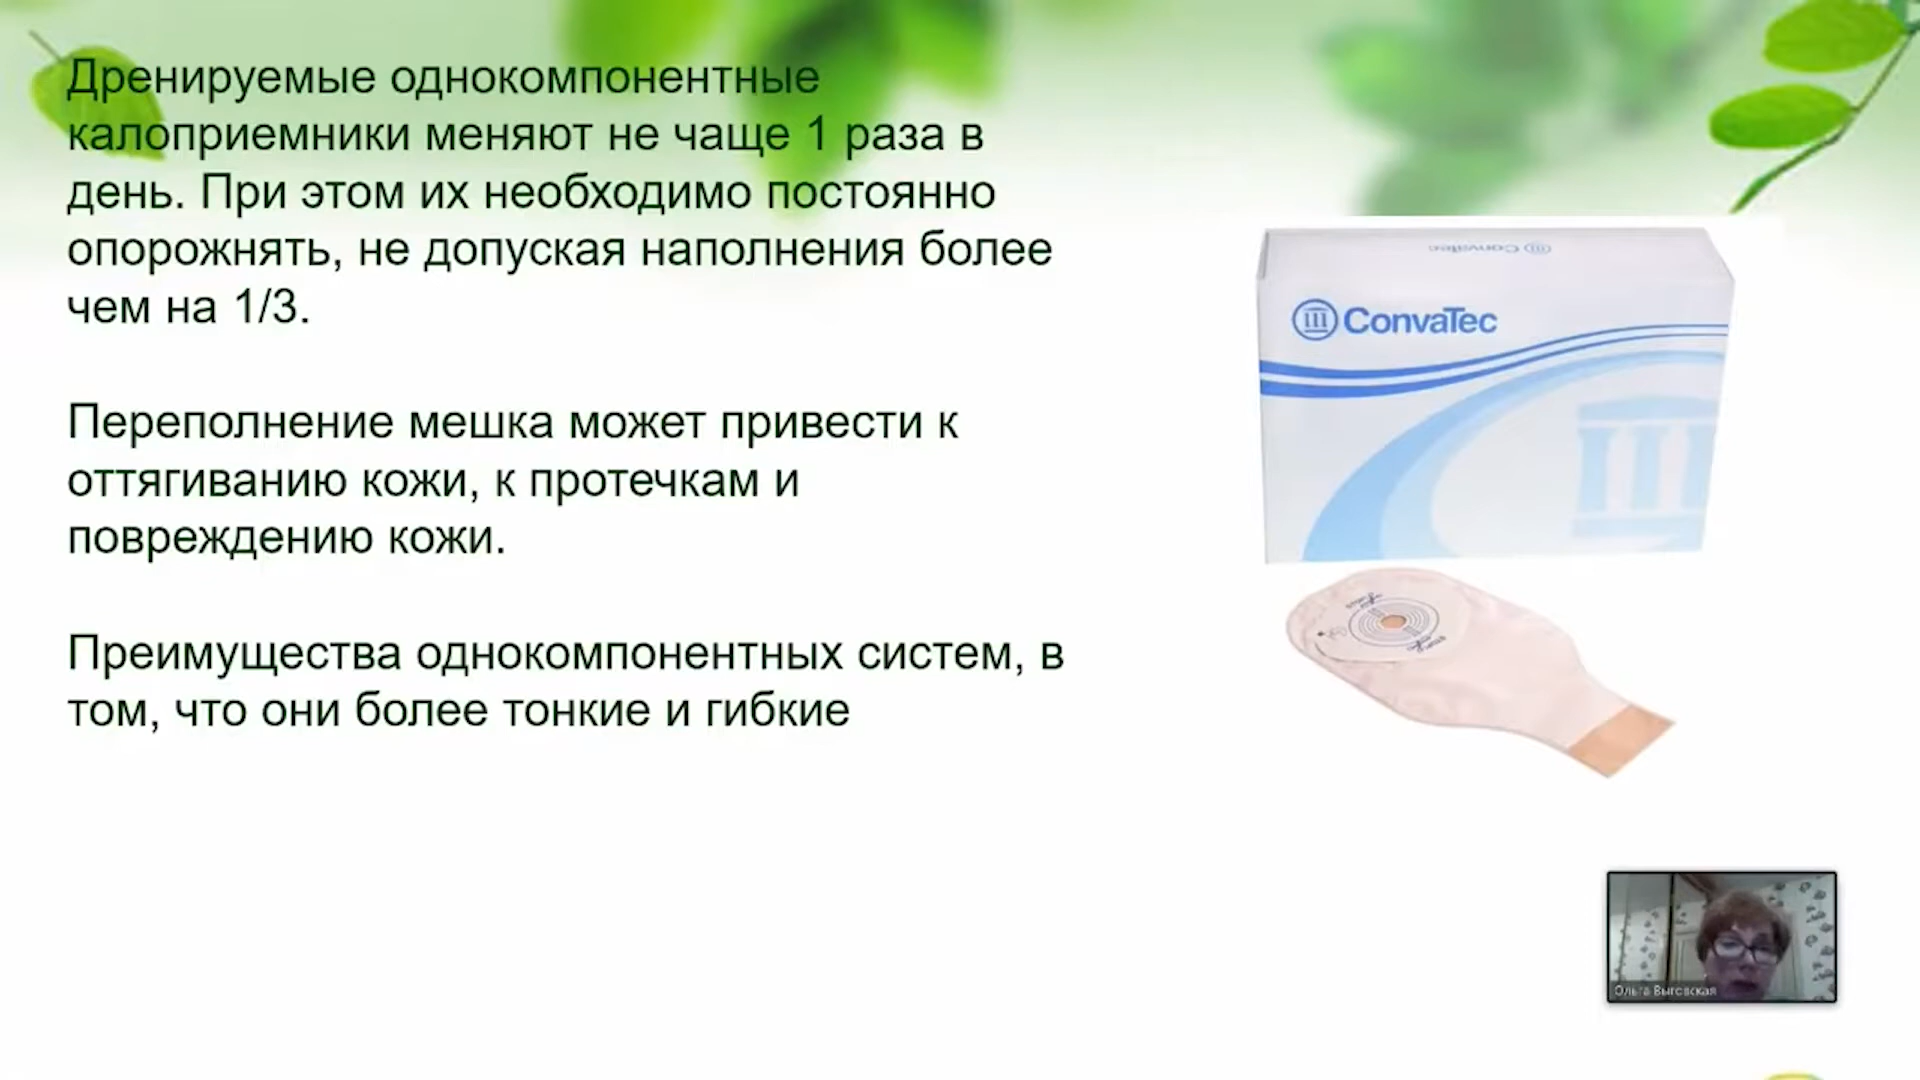 Дренируемые однокомпонентные
калоприемники меняют не чаще 1 раза в
день. При этом их необходимо постоянно
опорожнять, не допуская наполнения более
чем на 1/3.
Переполнение мешка может привести к
оттягиванию кожи, к протечкам и
повреждению кожи.
Преимущества однокомпонентных систем, в
том, что они более тонкие и гибкие
ConvaTec
ConvaTec
Ольга Выговская